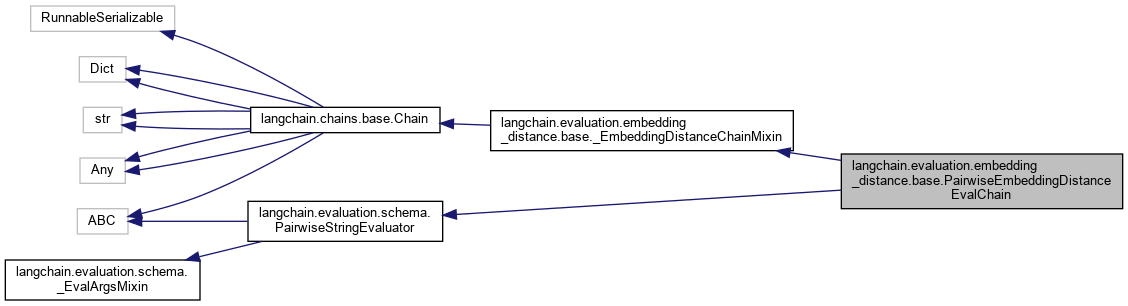 RunnableSerializable
Dict
str
langchain.chains.base.Chain
Any
ABC
langchain.evaluation.schema.
_EvalArgsMixin
langchain.evaluation.schema.
PairwiseStringEvaluator
langchain.evaluation.embedding
_distance.base._EmbeddingDistanceChainMixin
langchain.evaluation.embedding
_distance.base.PairwiseEmbeddingDistance
EvalChain